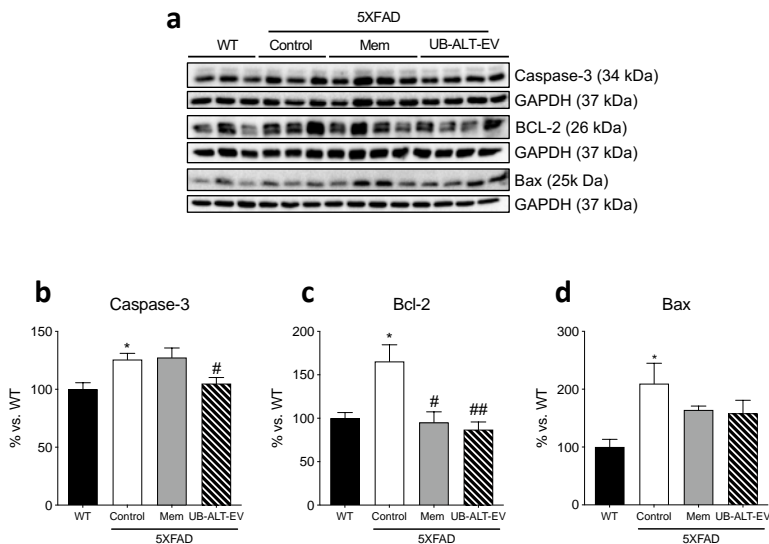 a
5XFAD
WT Control Mem UB-ALT-EV
Caspase-3 (34 kDa)
GAPDH (37 kDa)
BCL-2 (26 kDa)
GAPDH (37 kDa)
Bax (25k Da)
GAPDH (37 kDa)
b
Caspase-3
% vs. WT
150
100
50
0
*
#
WT Control Mem UB-ALT-EV
5XFAD
c
Bcl-2
% vs. WT
200
150
100
50
0
*
#
##
WT Control Mem UB-ALT-EV
5XFAD
d
Bax
% vs. WT
300
200
100
0
*
WT Control Mem UB-ALT-EV
5XFAD